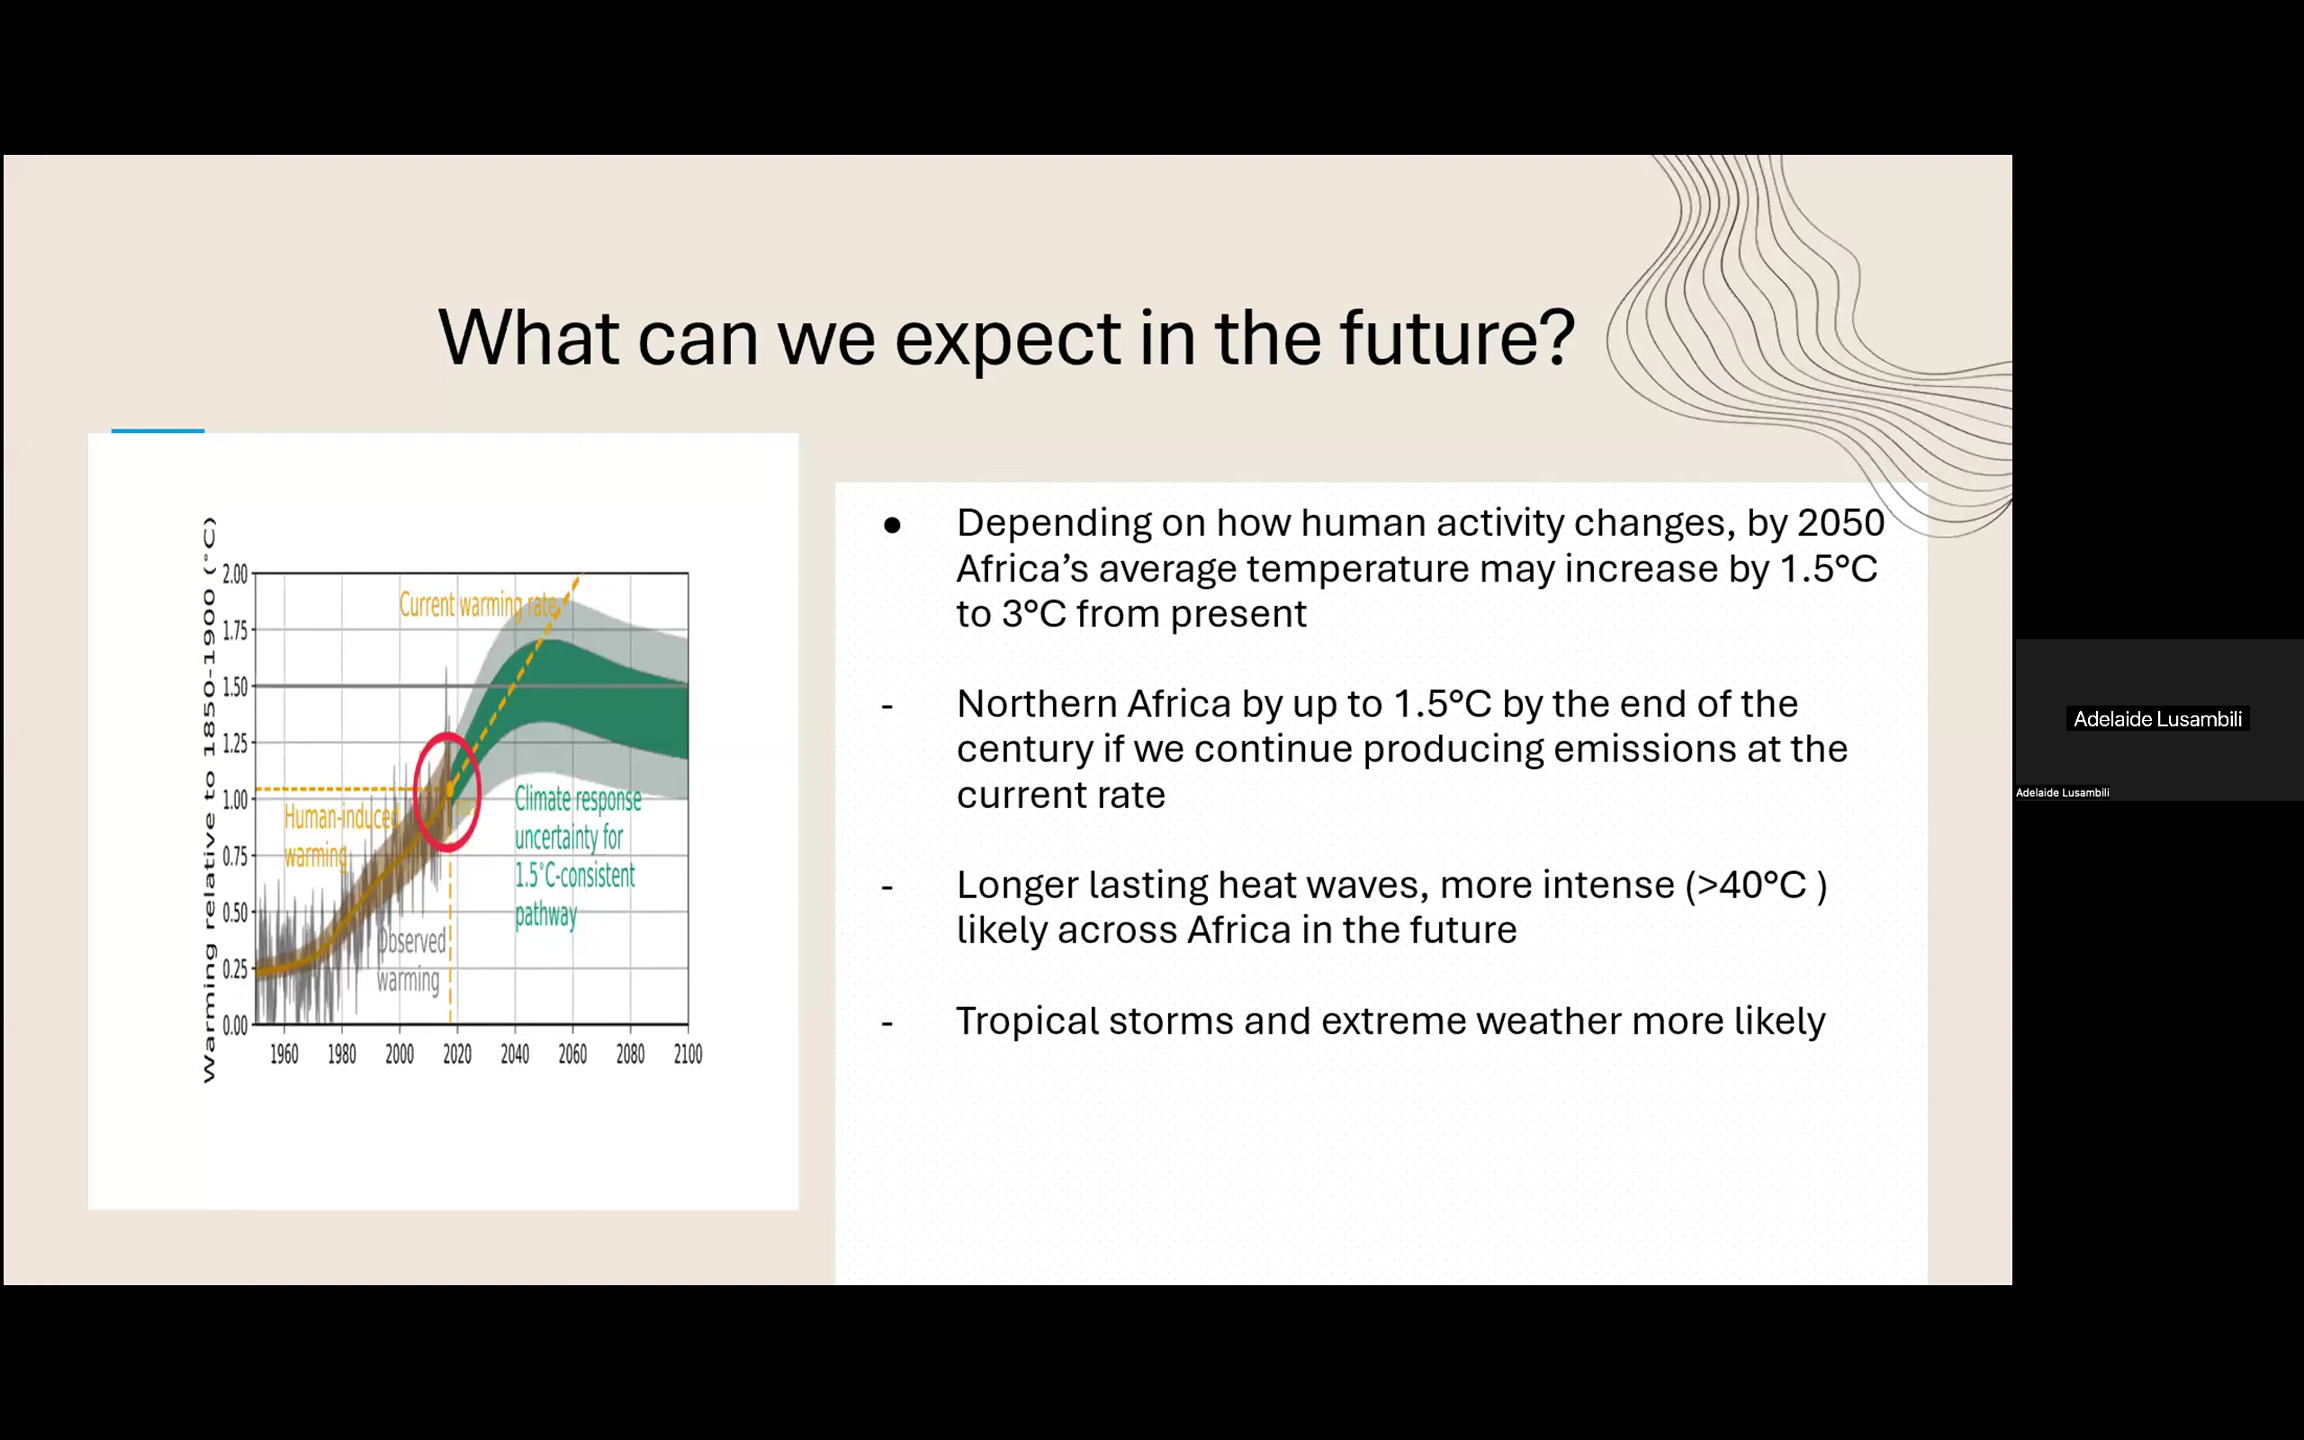 What can we expect in the future?
Warming relative to 1850-1900 (°C)
2.00
1.75
1.50
1.25
1.00
0.75
0.50
0.25
0.00
Current warming rate
Human-induced
warming
Observed
warming
Climate response
uncertainty for
1.5°C-consistent
pathway
1960 1980 2000 2020 2040 2060 2080 2100
● Depending on how human activity changes, by 2050
Africa’s average temperature may increase by 1.5°C
to 3°C from present
- Northern Africa by up to 1.5°C by the end of the
century if we continue producing emissions at the
current rate
- Longer lasting heat waves, more intense (>40°C )
likely across Africa in the future
- Tropical storms and extreme weather more likely
Adelaide Lusambili
Adelaide Lusambili